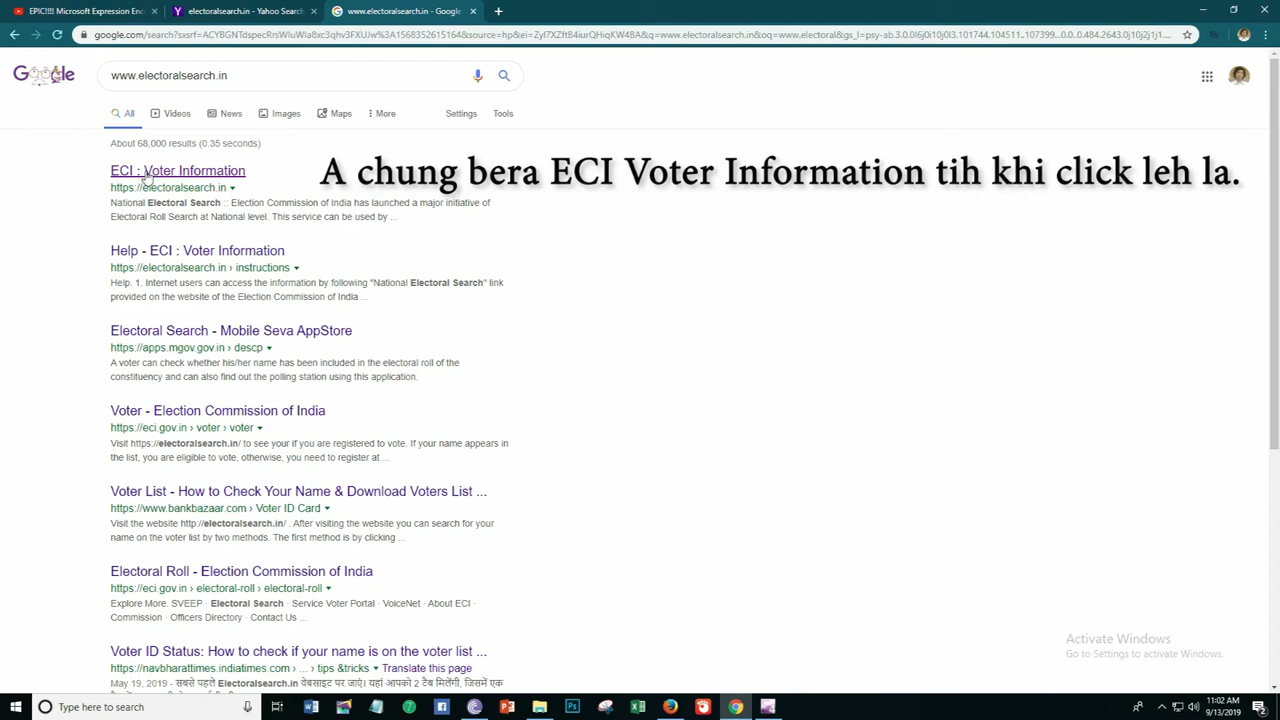 EPIC!!!! Microsoft Expression Enc
electoralsearch.in - Yahoo Search
www.electoralsearch.in - Google
Google
www.electoralsearch.in
All
Videos
News
Images
Maps
More
Settings
Tools
About 68,000 results (0.35 seconds)
ECI : Voter Information
https://electoralsearch.in
National Electoral Search :: Election Commission of India has launched a major initiative of
Electoral Roll Search at National level. This service can be used by ...
A chung bera ECI Voter Information tih khi click leh la.
Help - ECI : Voter Information
https://electoralsearch.in › instructions
Help. 1. Internet users can access the information by following "National Electoral Search" link
provided on the website of the Election Commission of India ...
Electoral Search - Mobile Seva AppStore
https://apps.mgov.gov.in › descp
A voter can check whether his/her name has been included in the electoral roll of the
constituency and can also find out the polling station using this application.
Voter - Election Commission of India
https://eci.gov.in › voter › voter
Visit https://electoralsearch.in/ to see your if you are registered to vote. If your name appears in
the list, you are eligible to vote, otherwise, you need to register at ...
Voter List - How to Check Your Name & Download Voters List ...
https://www.bankbazaar.com › Voter ID Card
Visit the website http://electoralsearch.in/ . After visiting the website you can search for your
name on the voter list by two methods. The first method is by clicking ...
Electoral Roll - Election Commission of India
https://eci.gov.in › electoral-roll › electoral-roll
Explore More. SVEEP · Electoral Search · Service Voter Portal · VoiceNet · About ECI ·
Commission · Officers Directory · Contact Us ...
Voter ID Status: How to check if your name is on the voter list ...
https://navbharattimes.indiatimes.com › ... › tips &tricks Translate this page
May 19, 2019 - सबसे पहले Electoralsearch.in वेबसाइट पर जाएं। यहां आपको 2 टैब मिलेंगी, जिसमें एक
Activate Windows
Go to Settings to activate Windows.
Type here to search
11:02 AM
9/13/2019